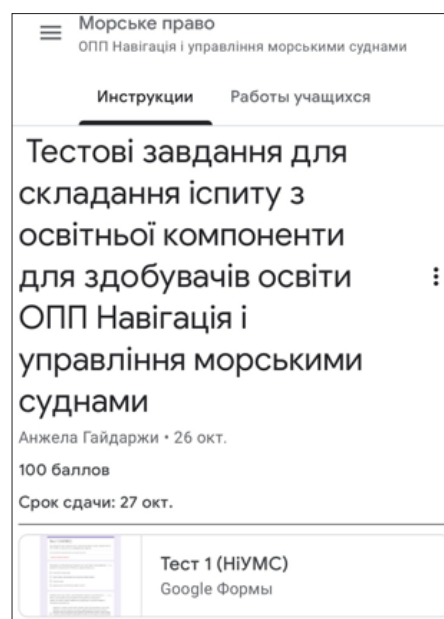 Морське право
ОПП Навігація і управління морськими суднами
Инструкции Работы учащихся
Тестові завдання для
складання іспиту з
освітньої компоненти
для здобувачів освіти
ОПП Навігація і
управління морськими
суднами
Анжела Гайдаржи • 26 окт.
100 баллов
Срок сдачи: 27 окт.
Тест 1 (НіУМС)
Google Формы